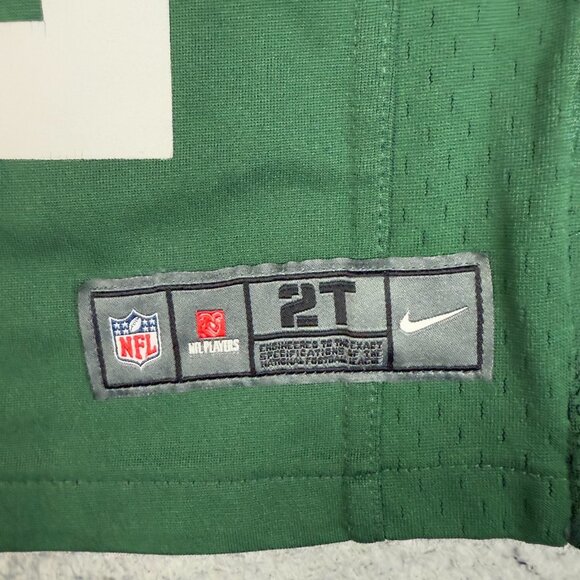 NFL
NFL PLAYERS
2T
ENGINEERED TO THE EXACT
SPECIFICATIONS OF THE
NATIONAL FOOTBALL LEAGUE